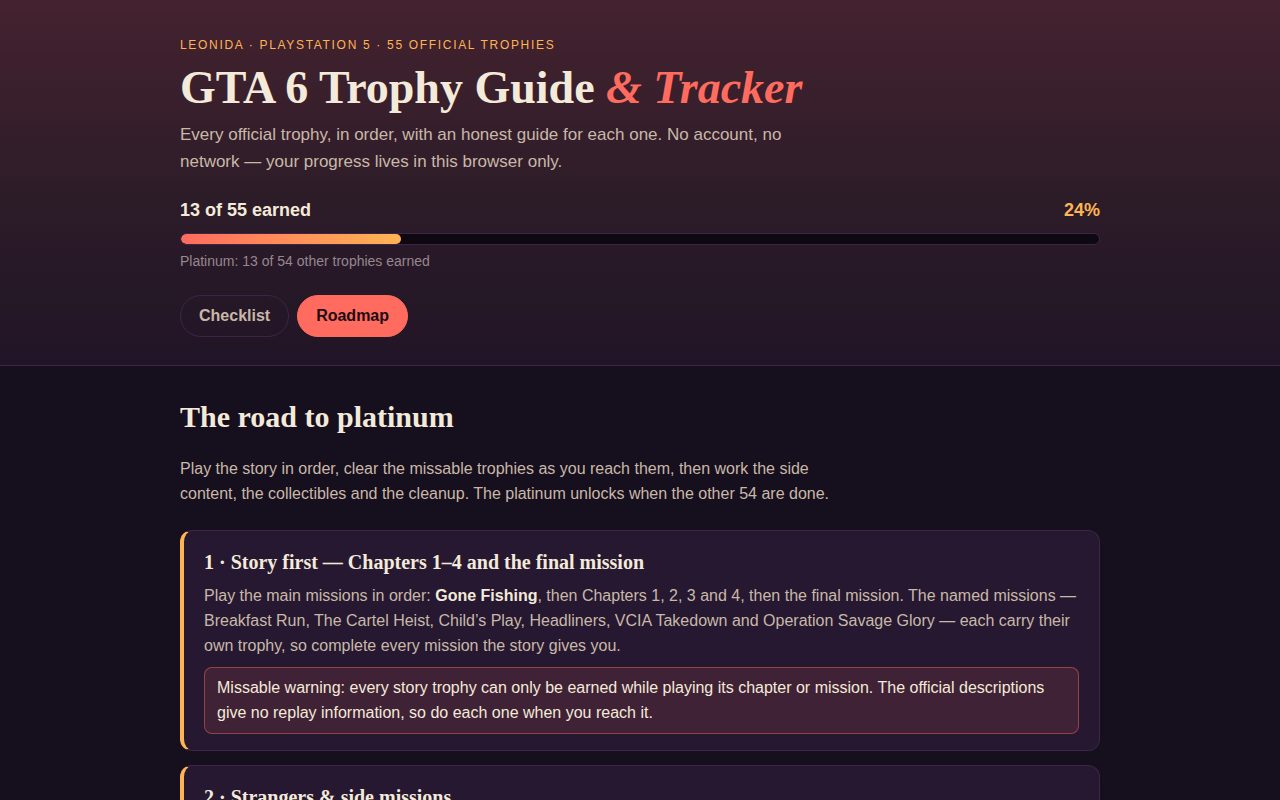 LEONIDA · PLAYSTATION 5 · 55 OFFICIAL TROPHIES
GTA 6 Trophy Guide & Tracker
Every official trophy, in order, with an honest guide for each one. No account, no
network — your progress lives in this browser only.
13 of 55 earned 24%
Platinum: 13 of 54 other trophies earned
Checklist Roadmap
The road to platinum
Play the story in order, clear the missable trophies as you reach them, then work the side
content, the collectibles and the cleanup. The platinum unlocks when the other 54 are done.
1 · Story first — Chapters 1–4 and the final mission
Play the main missions in order: Gone Fishing, then Chapters 1, 2, 3 and 4, then the final mission. The named missions —
Breakfast Run, The Cartel Heist, Child’s Play, Headliners, VCIA Takedown and Operation Savage Glory — each carry their
own trophy, so complete every mission the story gives you.
Missable warning: every story trophy can only be earned while playing its chapter or mission. The official descriptions
give no replay information, so do each one when you reach it.
2 · Strangers & side missions